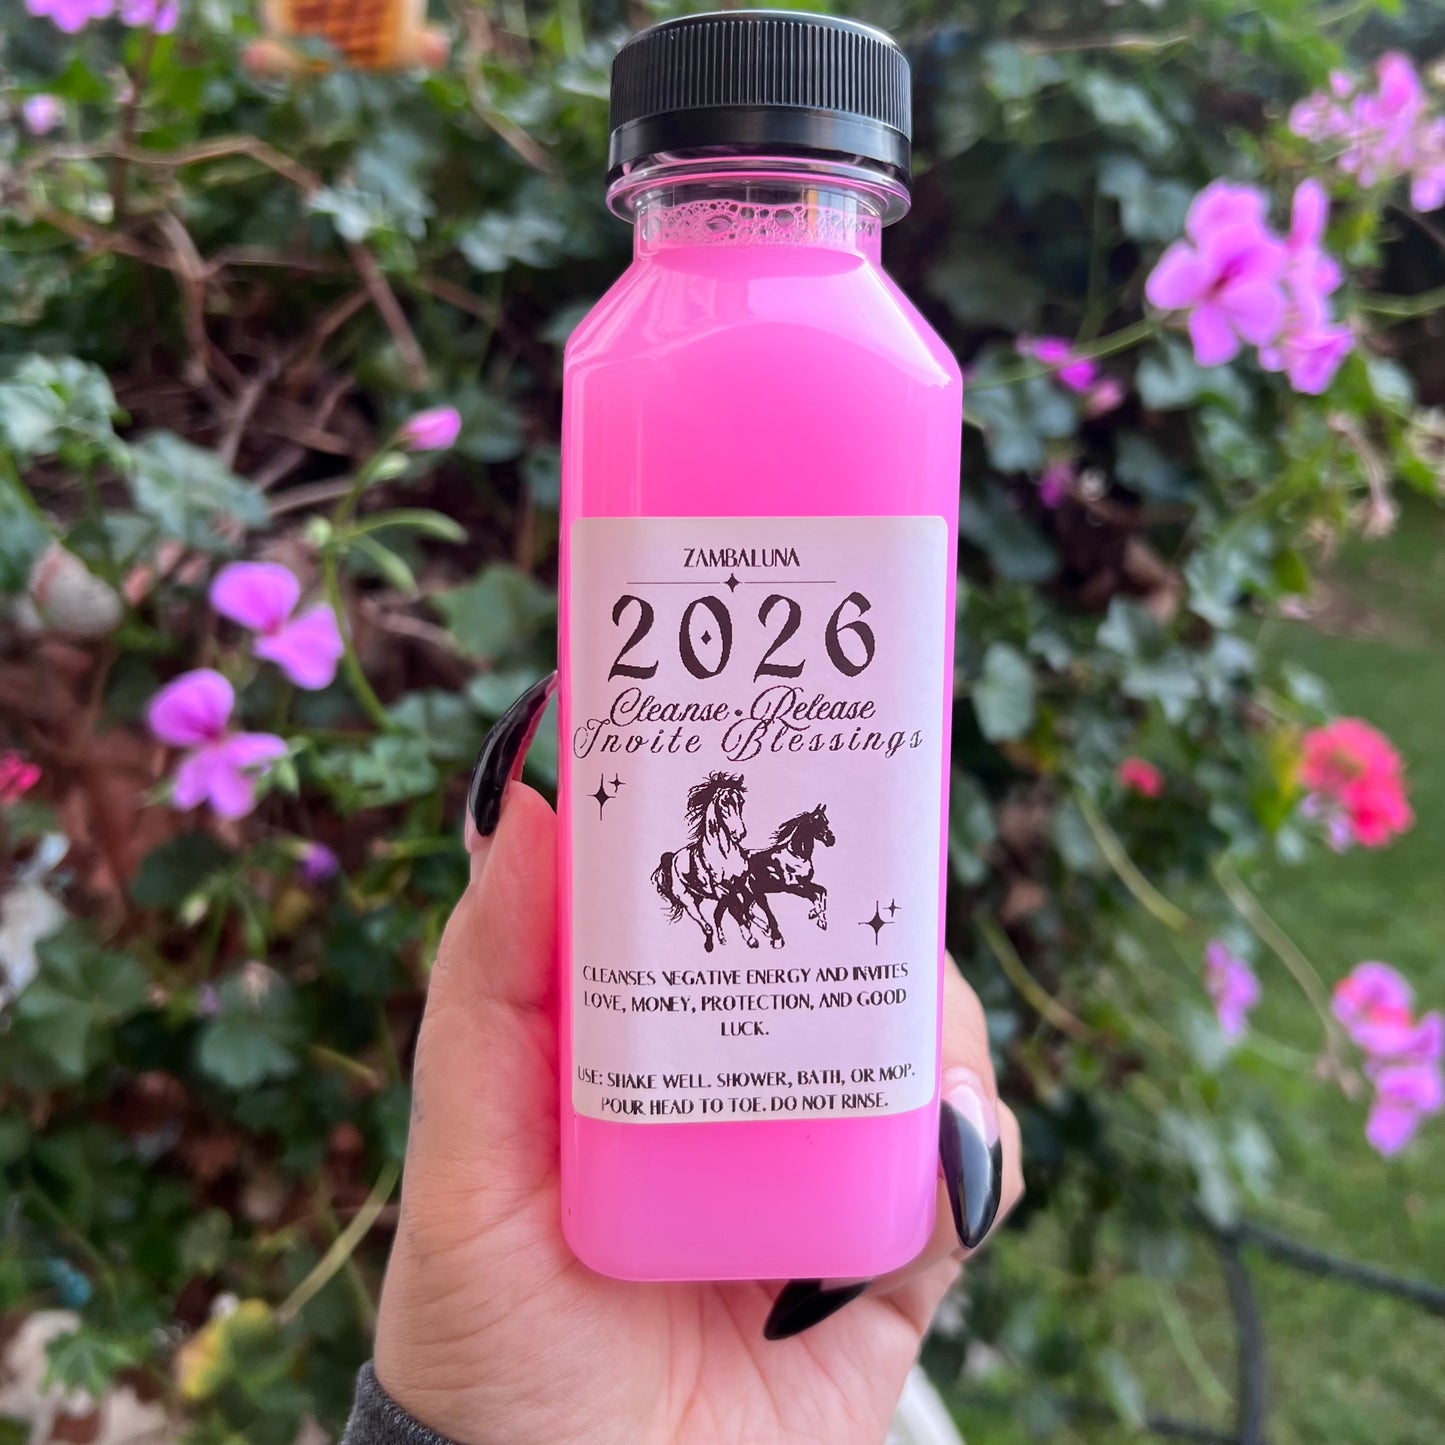 ZAMBALUNA
2026
Cleanse • Release
Invite Blessings
CLEANSES NEGATIVE ENERGY AND INVITES
LOVE, MONEY, PROTECTION, AND GOOD
LUCK.
USE: SHAKE WELL. SHOWER, BATH, OR MOP.
POUR HEAD TO TOE. DO NOT RINSE.